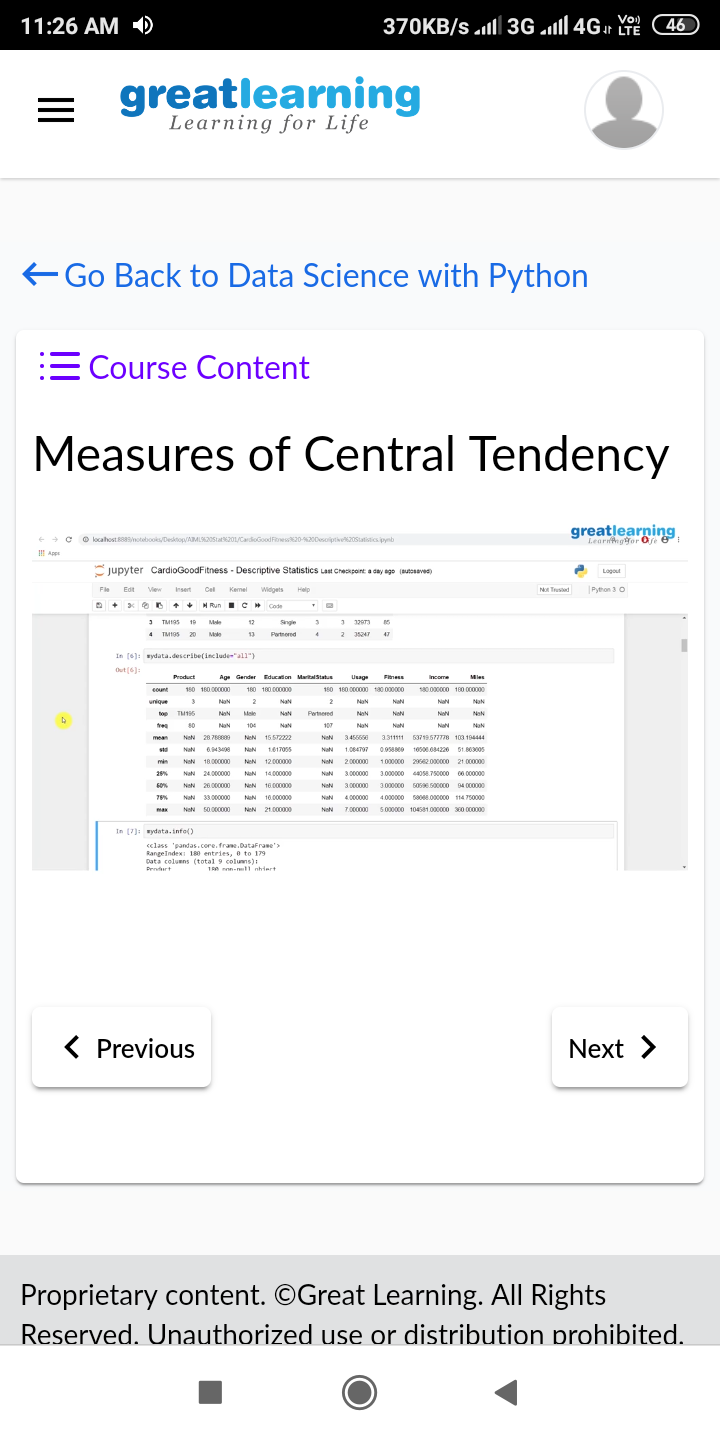 11:26 AM 370KB/s 3G 4G Vo) LTE 46
greatlearning
Learning for Life
Go Back to Data Science with Python
Course Content
Measures of Central Tendency
greatlearning
Learning for Life
localhost:8889/notebooks/Desktop/AIML%20Stat%201/CardioGoodFitness%20-%20Descriptive%20Statistics.ipynb
Apps
jupyter CardioGoodFitness - Descriptive Statistics Last Checkpoint: a day ago (autosaved) Logout
File Edit View Insert Cell Kernel Widgets Help Not Trusted Python 3
Run Code
3 TM195 19 Male 12 Single 3 3 32973 85
4 TM195 20 Male 13 Partnered 4 2 35247 47
In [6]: mydata.describe(include="all")
Out[6]:
Product Age Gender Education MaritalStatus Usage Fitness Income Miles
count 180 180.000000 180 180.000000 180 180.000000 180.000000 180.000000 180.000000
unique 3 NaN 2 NaN 2 NaN NaN NaN NaN
top TM195 NaN Male NaN Partnered NaN NaN NaN NaN
freq 80 NaN 104 NaN 107 NaN NaN NaN NaN
mean NaN 28.788889 NaN 15.572222 NaN 3.455556 3.311111 53719.577778 103.194444
std NaN 6.943498 NaN 1.617055 NaN 1.084797 0.958869 16506.684226 51.863605
min NaN 18.000000 NaN 12.000000 NaN 2.000000 1.000000 29562.000000 21.000000
25% NaN 24.000000 NaN 14.000000 NaN 3.000000 3.000000 44058.750000 66.000000
50% NaN 26.000000 NaN 16.000000 NaN 3.000000 3.000000 50596.500000 94.000000
75% NaN 33.000000 NaN 16.000000 NaN 4.000000 4.000000 58668.000000 114.750000
max NaN 50.000000 NaN 21.000000 NaN 7.000000 5.000000 104581.000000 360.000000
In [7]: mydata.info()
<class 'pandas.core.frame.DataFrame'>
RangeIndex: 180 entries, 0 to 179
Data columns (total 9 columns):
Product 180 non-null object
Previous
Next
Proprietary content. ©Great Learning. All Rights
Reserved. Unauthorized use or distribution prohibited.